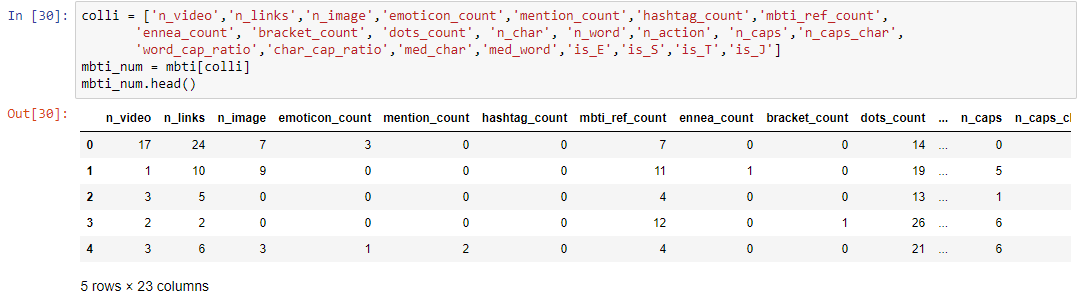 In [30]: colli = ['n_video','n_links','n_image','emoticon_count','mention_count','hashtag_count','mbti_ref_count',
'ennea_count', 'bracket_count', 'dots_count', 'n_char', 'n_word','n_action', 'n_caps','n_caps_char',
'word_cap_ratio','char_cap_ratio','med_char','med_word','is_E','is_S','is_T','is_J']
mbti_num = mbti[colli]
mbti_num.head()
Out[30]:
n_video n_links n_image emoticon_count mention_count hashtag_count mbti_ref_count ennea_count bracket_count dots_count ... n_caps n_caps_cl
0 17 24 7 3 0 0 7 0 0 14 ... 0
1 1 10 9 0 0 0 11 1 0 19 ... 5
2 3 5 0 0 0 0 4 0 0 13 ... 1
3 2 2 0 0 0 0 12 0 1 26 ... 6
4 3 6 3 1 2 0 4 0 0 21 ... 6
5 rows × 23 columns